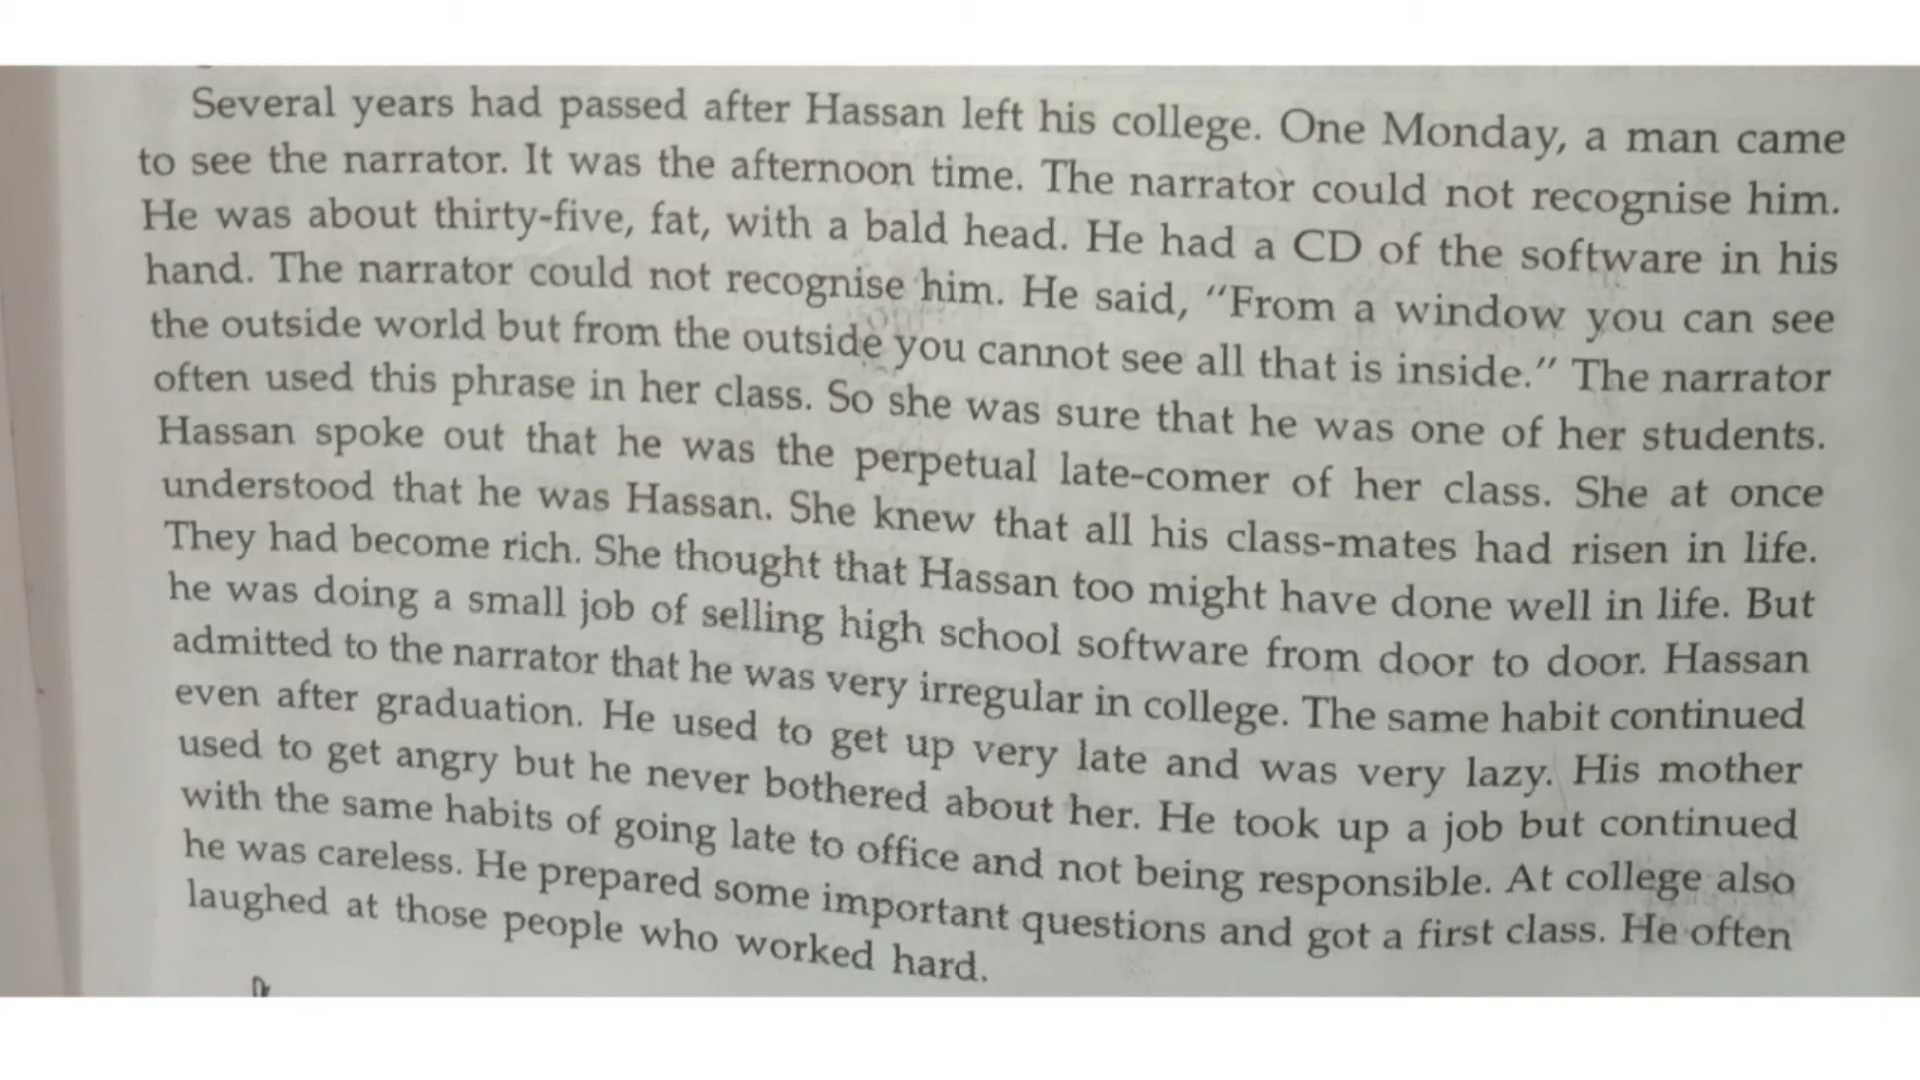 Several years had passed after Hassan left his college. One Monday, a man came
to see the narrator. It was the afternoon time. The narrator could not recognise him.
He was about thirty-five, fat, with a bald head. He had a CD of the software in his
hand. The narrator could not recognise him. He said, "From a window you can see
the outside world but from the outside you cannot see all that is inside." The narrator
often used this phrase in her class. So she was sure that he was one of her students.
Hassan spoke out that he was the perpetual late-comer of her class. She at once
understood that he was Hassan. She knew that all his class-mates had risen in life.
They had become rich. She thought that Hassan too might have done well in life. But
he was doing a small job of selling high school software from door to door. Hassan
admitted to the narrator that he was very irregular in college. The same habit continued
even after graduation. He used to get up very late and was very lazy. His mother
used to get angry but he never bothered about her. He took up a job but continued
with the same habits of going late to office and not being responsible. At college also
he was careless. He prepared some important questions and got a first class. He often
laughed at those people who worked hard.